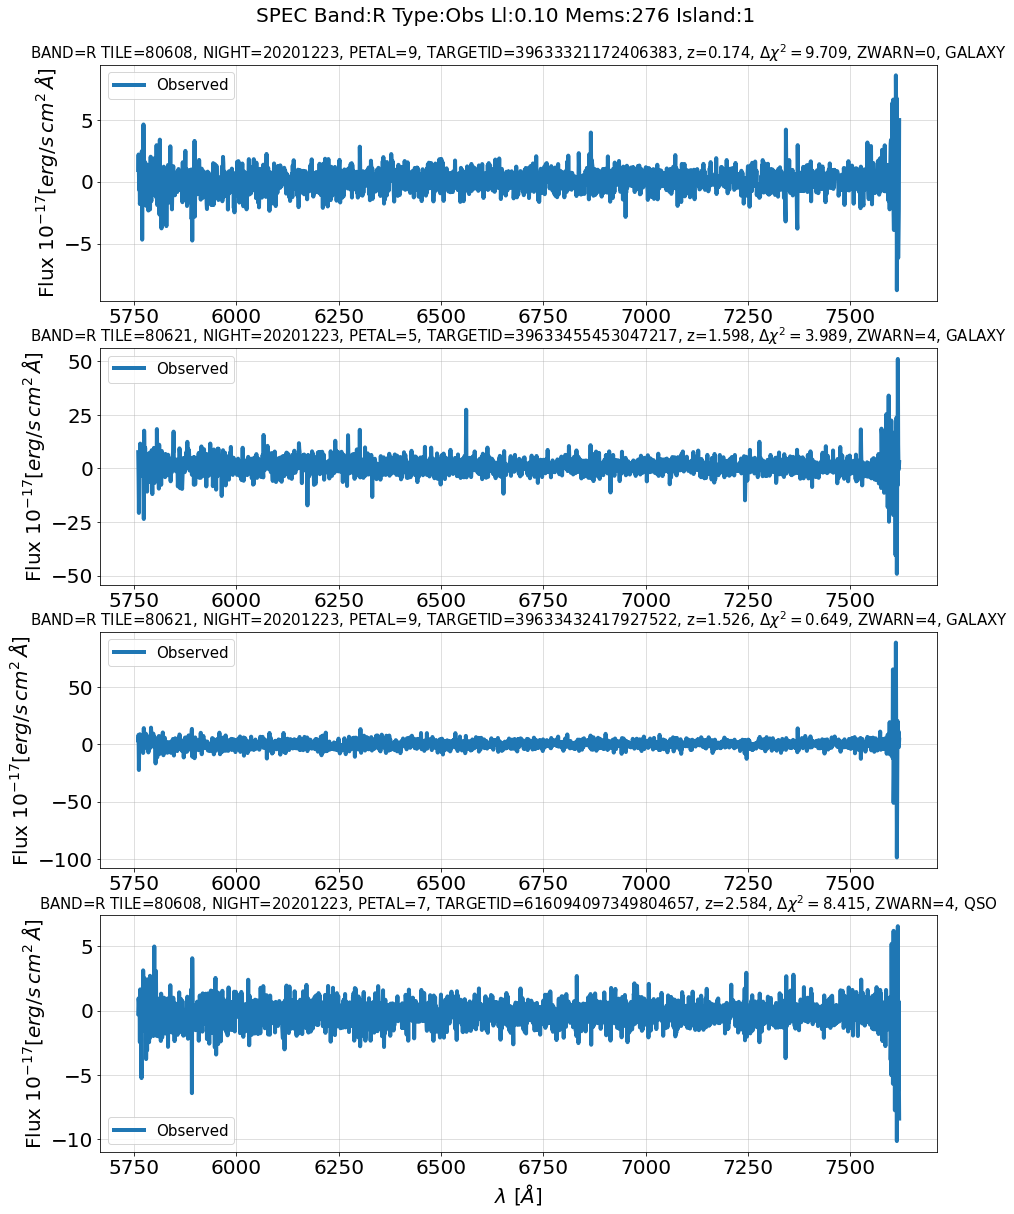 SPEC Band:R Type:Obs Ll:0.10 Mems:276 Island:1
BAND=R TILE=80608, NIGHT=20201223, PETAL=9, TARGETID=39633321172406383, z=0.174, Δχ² = 9.709, ZWARN=0, GALAXY
Observed
Flux 10⁻¹⁷[erg/s cm² Å]
5
0
−5
5750 6000 6250 6500 6750 7000 7250 7500
BAND=R TILE=80621, NIGHT=20201223, PETAL=5, TARGETID=39633455453047217, z=1.598, Δχ² = 3.989, ZWARN=4, GALAXY
Observed
Flux 10⁻¹⁷[erg/s cm² Å]
50
25
0
−25
−50
5750 6000 6250 6500 6750 7000 7250 7500
BAND=R TILE=80621, NIGHT=20201223, PETAL=9, TARGETID=39633432417927522, z=1.526, Δχ² = 0.649, ZWARN=4, GALAXY
Observed
Flux 10⁻¹⁷[erg/s cm² Å]
50
0
−50
−100
5750 6000 6250 6500 6750 7000 7250 7500
BAND=R TILE=80608, NIGHT=20201223, PETAL=7, TARGETID=616094097349804657, z=2.584, Δχ² = 8.415, ZWARN=4, QSO
Flux 10⁻¹⁷[erg/s cm² Å]
5
0
−5
−10
Observed
5750 6000 6250 6500 6750 7000 7250 7500
λ [Å]